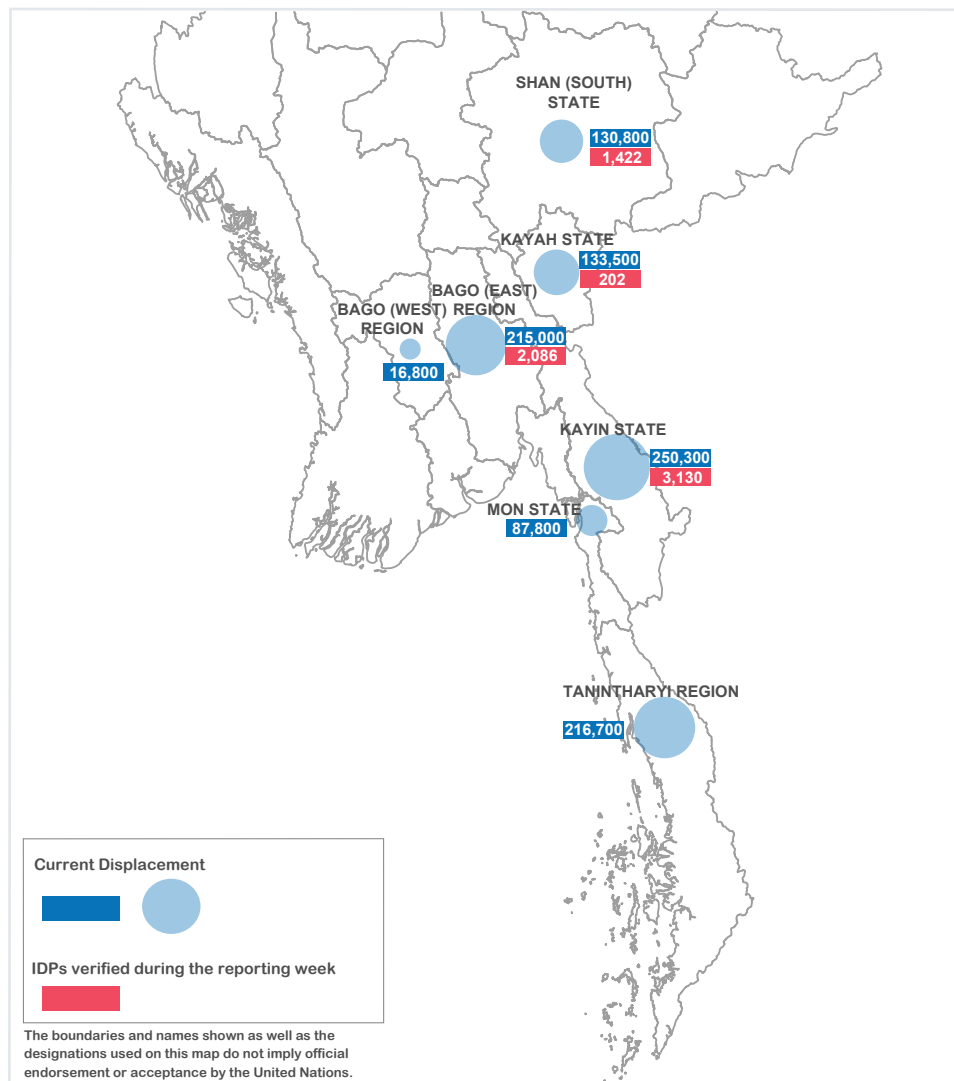 SHAN (SOUTH)
STATE
130,800
1,422
KAYAH STATE
133,500
202
BAGO (EAST)
REGION
215,000
2,086
BAGO (WEST)
REGION
16,800
KAYIN STATE
250,300
3,130
MON STATE
87,800
TANINTHARYI REGION
216,700
Current Displacement
IDPs verified during the reporting week
The boundaries and names shown as well as the
designations used on this map do not imply official
endorsement or acceptance by the United Nations.